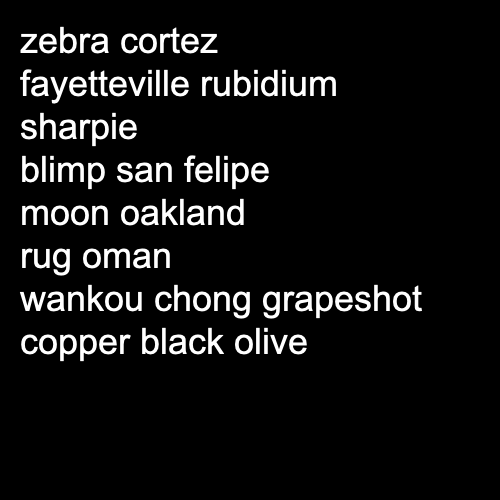 zebra cortez
fayetteville rubidium
sharpie
blimp san felipe
moon oakland
rug oman
wankou chong grapeshot
copper black olive